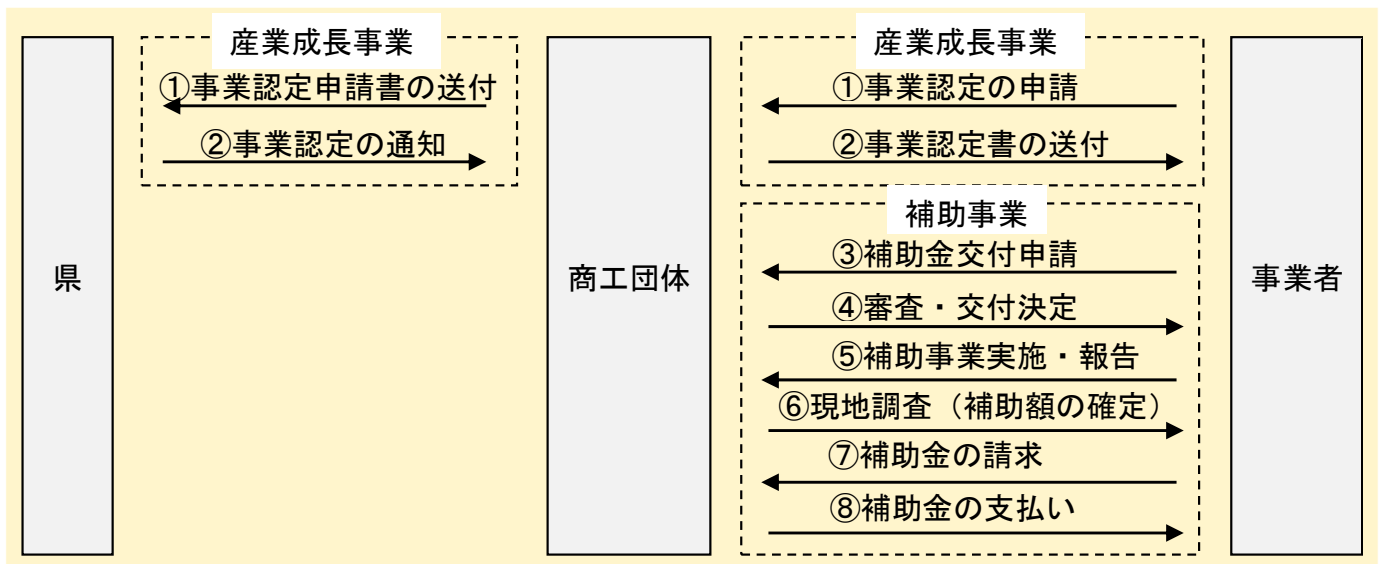 産業成長事業
①事業認定申請書の送付
②事業認定の通知
産業成長事業
①事業認定の申請
②事業認定書の送付
補助事業
③補助金交付申請
④審査・交付決定
⑤補助事業実施・報告
⑥現地調査（補助額の確定）
⑦補助金の請求
⑧補助金の支払い
県
商工団体
事業者